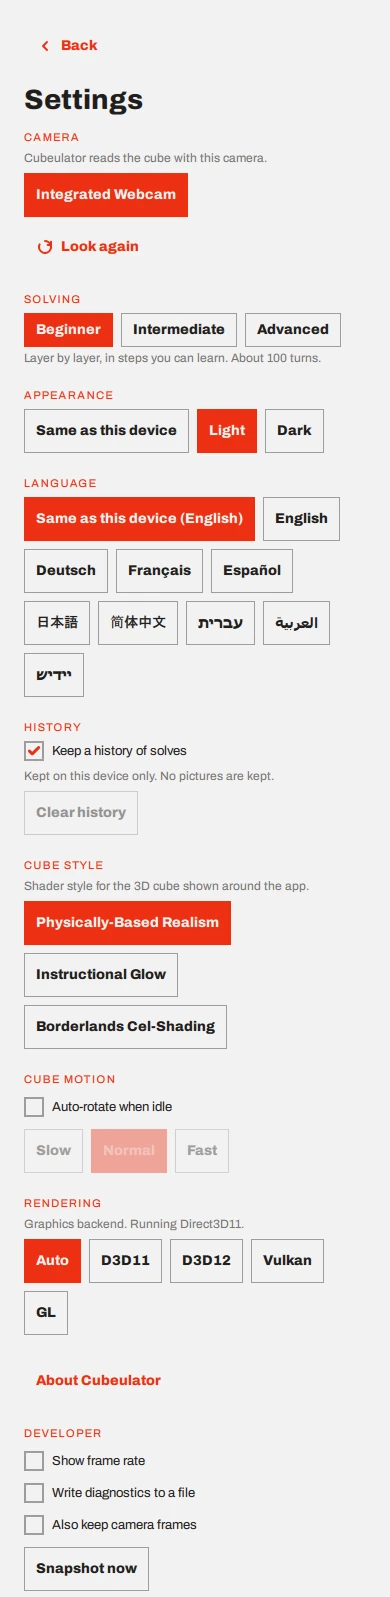 Back
Settings
CAMERA
Cubeulator reads the cube with this camera.
Integrated Webcam
Look again
SOLVING
Beginner Intermediate Advanced
Layer by layer, in steps you can learn. About 100 turns.
APPEARANCE
Same as this device Light Dark
LANGUAGE
Same as this device (English) English
Deutsch Français Español
日本語 简体中文 עברית العربية
יידיש
HISTORY
Keep a history of solves
Kept on this device only. No pictures are kept.
Clear history
CUBE STYLE
Shader style for the 3D cube shown around the app.
Physically-Based Realism
Instructional Glow
Borderlands Cel-Shading
CUBE MOTION
Auto-rotate when idle
Slow Normal Fast
RENDERING
Graphics backend. Running Direct3D11.
Auto D3D11 D3D12 Vulkan
GL
About Cubeulator
DEVELOPER
Show frame rate
Write diagnostics to a file
Also keep camera frames
Snapshot now